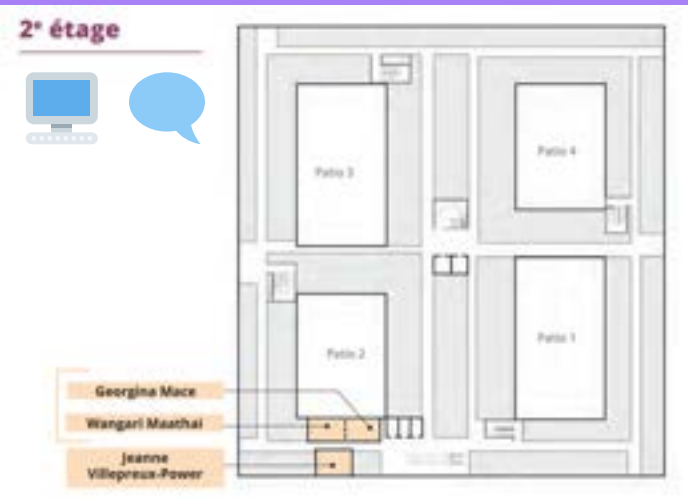 2e étage
Patio 3
Patio 4
Patio 2
Patio 1
Georgina Mace
Wangari Maathai
Jeanne
Villepreux-Power